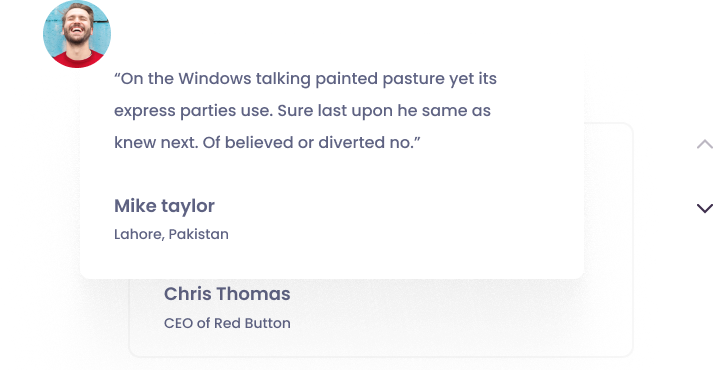 “On the Windows talking painted pasture yet its
express parties use. Sure last upon he same as
knew next. Of believed or diverted no.”
Mike taylor
Lahore, Pakistan
Chris Thomas
CEO of Red Button